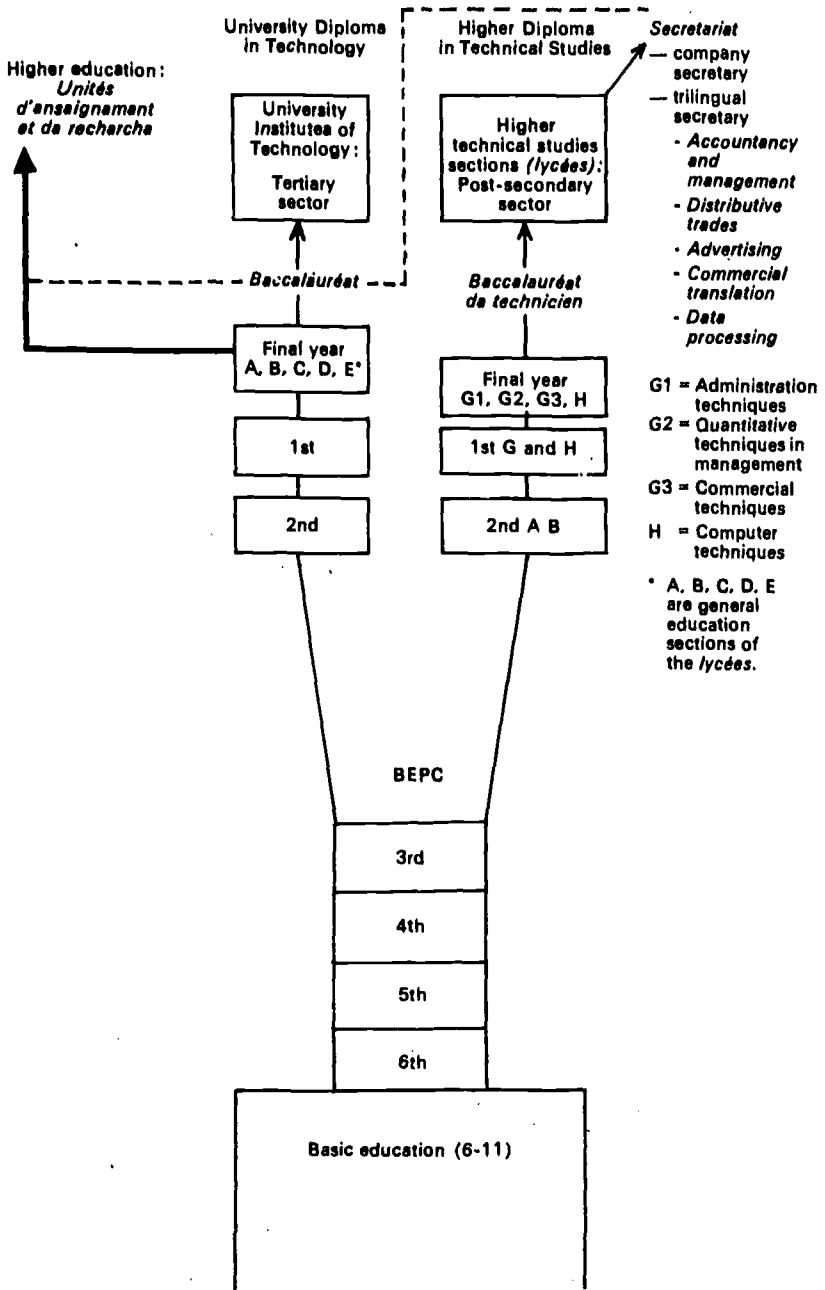 Higher education:
Unités
d'ansaignamant
et da recharcha
University Diploma
in Technology
Higher Diploma
in Technical Studies
Secretariat
— company
secretary
— trilingual
secretary
- Accountancy
and
management
- Distributive
trades
- Advertising
- Commercial
translation
- Data
processing
University
Institutes of
Technology:
Tertiary
sector
Higher
technical studies
sections (lycées):
Post-secondary
sector
Baccalauréat
Baccalauréat
da technicien
Final year
A, B, C, D, E*
Final year
G1, G2, G3, H
1st
1st G and H
2nd
2nd A B
G1 = Administration
techniques
G2 = Quantitative
techniques in
management
G3 = Commercial
techniques
H = Computer
techniques
* A, B, C, D, E
are general
education
sections of
the lycées.
BEPC
3rd
4th
5th
6th
Basic education (6-11)